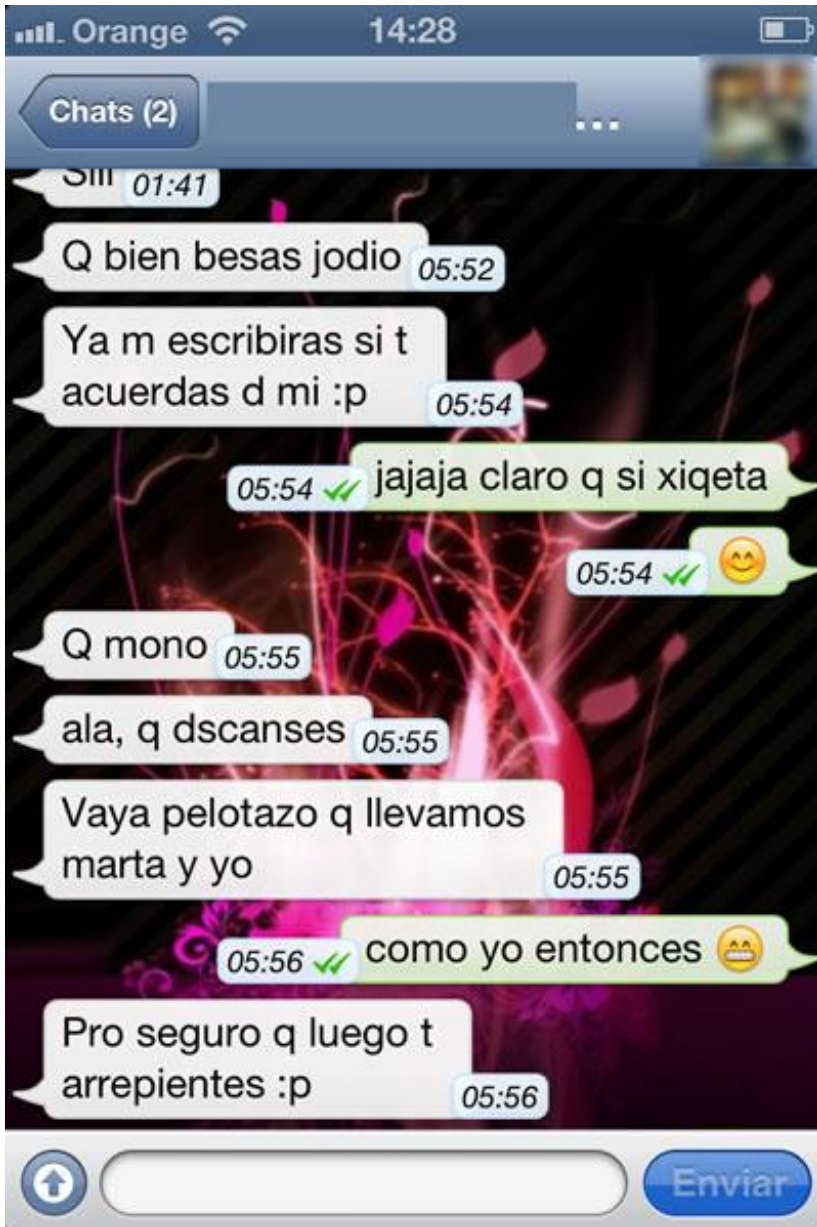 Orange 14:28
Chats (2) ...
Siii 01:41
Q bien besas jodio 05:52
Ya m escribiras si t
acuerdas d mi :p 05:54
05:54 jajaja claro q si xiqeta
05:54 😊
Q mono 05:55
ala, q dscanses 05:55
Vaya pelotazo q llevamos
marta y yo 05:55
05:56 como yo entonces 😁
Pro seguro q luego t
arrepientes :p 05:56
Enviar